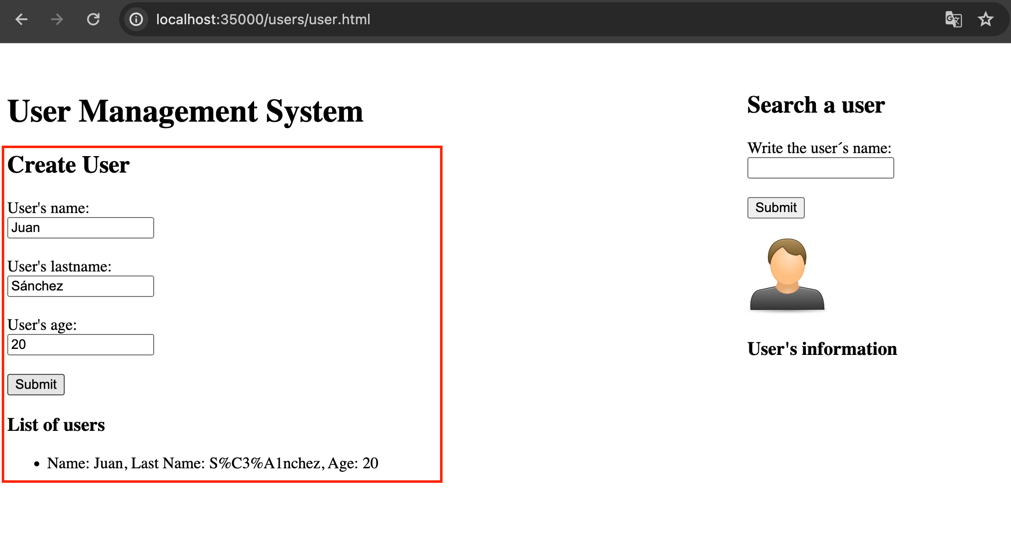 localhost:35000/users/user.html
User Management System
Create User
User's name:
Juan
User's lastname:
Sánchez
User's age:
20
Submit
List of users
• Name: Juan, Last Name: S%C3%A1nchez, Age: 20
Search a user
Write the user´s name:
Submit
User's information